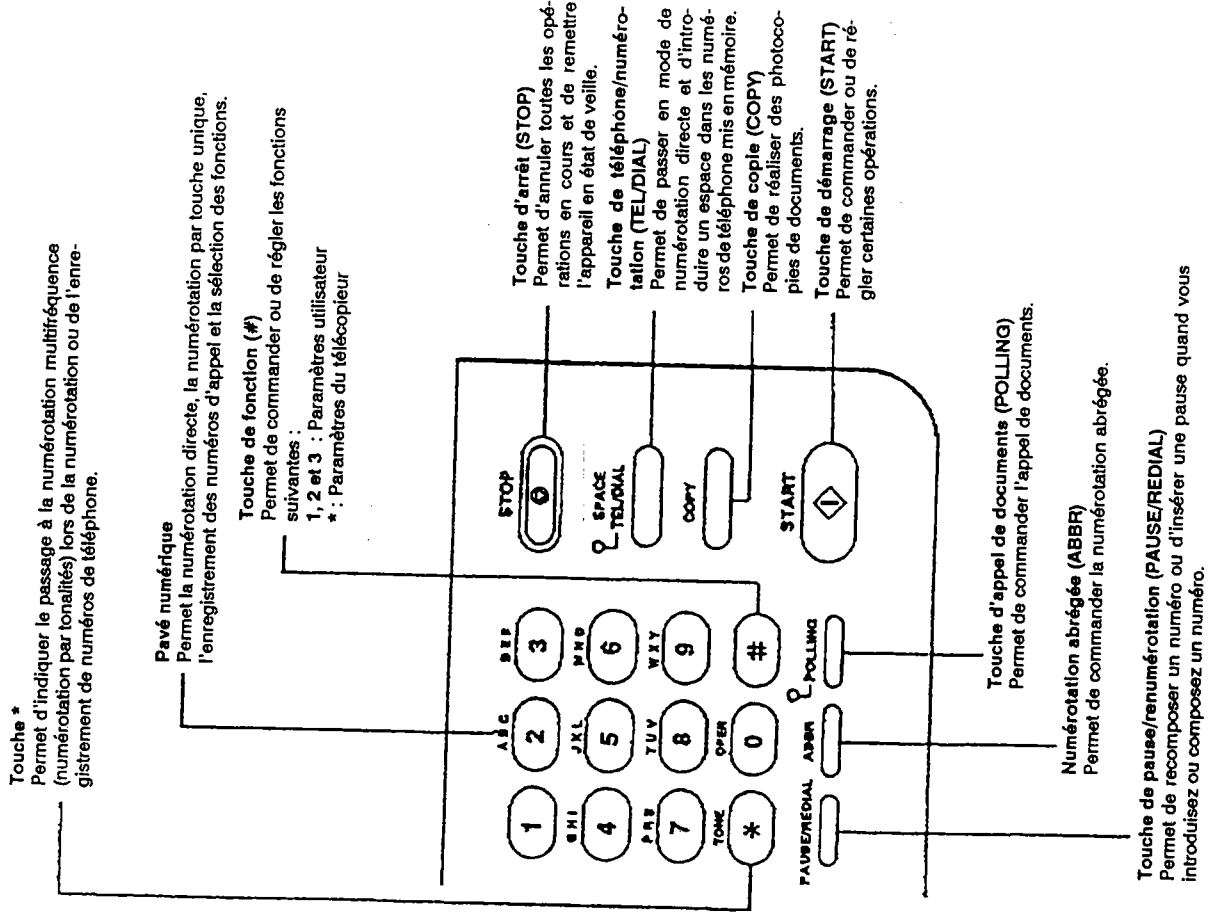 Touche *
Permet d'indiquer le passage à la numérotation multifréquence
(numérotation par tonalités) lors de la numérotation ou de l'enre-
gistrement de numéros de téléphone.
Pavé numérique
Permet la numérotation directe, la numérotation par touche unique,
l'enregistrement des numéros d'appel et la sélection des fonctions.
Touche de fonction (#)
Permet de commander ou de régler les fonctions
suivantes :
1, 2 et 3 : Paramètres utilisateur
* : Paramètres du télécopieur
Touche d'arrêt (STOP)
Permet d'annuler toutes les opé-
rations en cours et de remettre
l'appareil en état de veille.
Touche de téléphone/numéro-
tation (TEL/DIAL)
Permet de passer en mode de
numérotation directe et d'intro-
duire un espace dans les numé-
ros de téléphone mis en mémoire.
Touche de copie (COPY)
Permet de réaliser des photoco-
pies de documents.
Touche de démarrage (START)
Permet de commander ou de ré-
gler certaines opérations.
ABC DEF
1 2 3
GHI JKL MNO
4 5 6
PRS TUV WXY
7 8 9
TONE OPER
* 0 #
PAUSE/REDIAL ABBR POLLING
STOP
SPACE
TEL/DIAL
COPY
START
Touche d'appel de documents (POLLING)
Permet de commander l'appel de documents.
Numérotation abrégée (ABBR)
Permet de commander la numérotation abrégée.
Touche de pause/renumérotation (PAUSE/REDIAL)
Permet de recomposer un numéro ou d'insérer une pause quand vous
introduisez ou composez un numéro.